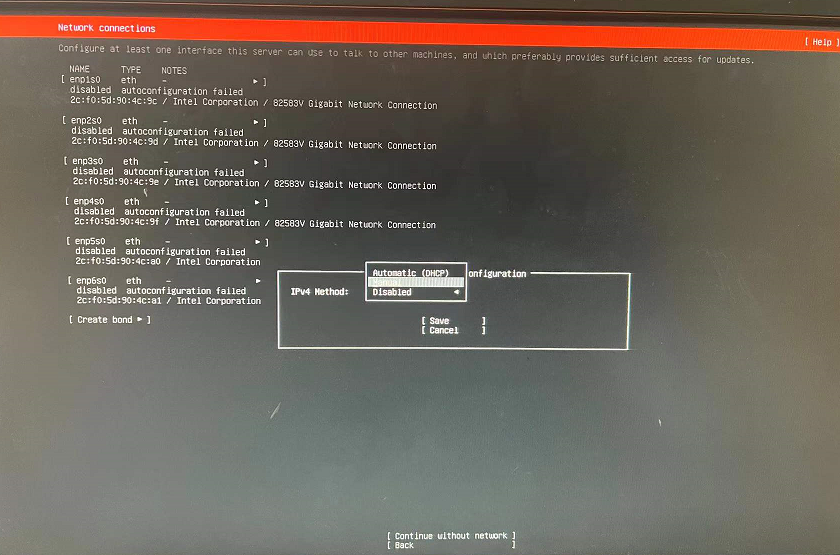 Network connections
[ Help ]
Configure at least one interface this server can use to talk to other machines, and which preferably provides sufficient access for updates.
NAME TYPE NOTES
[ enp1s0 eth - ▸ ]
disabled autoconfiguration failed
2c:f0:5d:90:4c:9c / Intel Corporation / 82583V Gigabit Network Connection
[ enp2s0 eth - ▸ ]
disabled autoconfiguration failed
2c:f0:5d:90:4c:9d / Intel Corporation / 82583V Gigabit Network Connection
[ enp3s0 eth - ▸ ]
disabled autoconfiguration failed
2c:f0:5d:90:4c:9e / Intel Corporation / 82583V Gigabit Network Connection
[ enp4s0 eth - ▸ ]
disabled autoconfiguration failed
2c:f0:5d:90:4c:9f / Intel Corporation / 82583V Gigabit Network Connection
[ enp5s0 eth - ▸ ]
disabled autoconfiguration failed
2c:f0:5d:90:4c:a0 / Intel Corporation
[ enp6s0 eth - ▸
disabled autoconfiguration failed
2c:f0:5d:90:4c:a1 / Intel Corporation
[ Create bond ▸ ]
onfiguration
IPv4 Method:
Automatic (DHCP)
Manual
Disabled ◂
[ Save ]
[ Cancel ]
[ Continue without network ]
[ Back ]